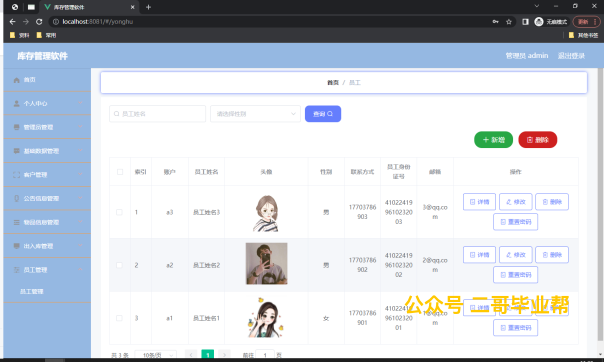 库存管理软件
localhost:8081/#/yonghu
无痕模式
更新
资料
常用
其他书签
库存管理软件
管理员 admin
退出登录
首页
个人中心
管理员管理
基础数据管理
客户管理
公告信息管理
物品信息管理
出入库管理
员工管理
员工管理
首页 / 员工
员工姓名
请选择性别
查询
+ 新增
删除
索引 账户 员工姓名 头像 性别 联系方式 员工身份证号 邮箱 操作
1 a3 员工姓名3 男 17703786903 410224199610232003 3@qq.com 详情 修改 删除 重置密码
2 a2 员工姓名2 男 17703786902 410224199610232002 2@qq.com 详情 修改 删除 重置密码
3 a1 员工姓名1 女 17703786901 410224199610232001 1@qq.com 详情 修改 删除 重置密码
公众号 二哥毕业帮
共 3 条 10条/页 1 前往 1 页